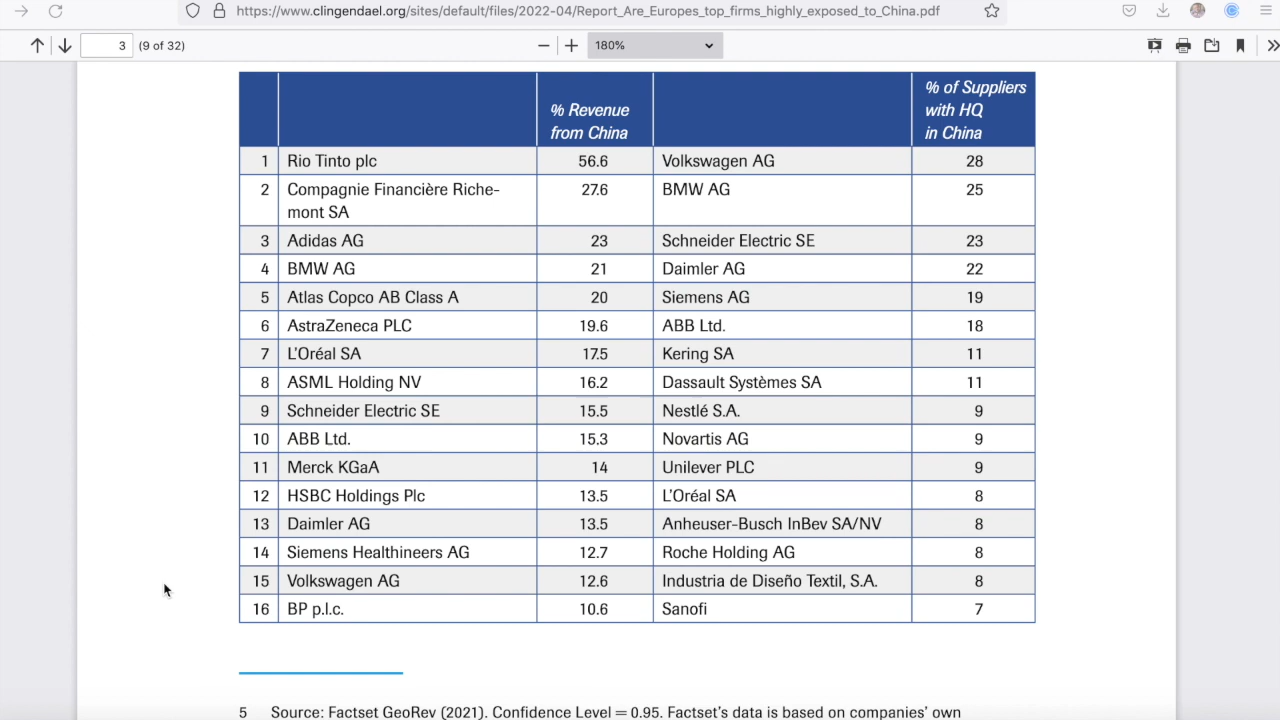 https://www.clingendael.org/sites/default/files/2022-04/Report_Are_Europes_top_firms_highly_exposed_to_China.pdf
3 (9 of 32) 180%
% Revenue from China % of Suppliers with HQ in China
1 Rio Tinto plc 56.6 Volkswagen AG 28
2 Compagnie Financière Riche- 27.6 BMW AG 25
mont SA
3 Adidas AG 23 Schneider Electric SE 23
4 BMW AG 21 Daimler AG 22
5 Atlas Copco AB Class A 20 Siemens AG 19
6 AstraZeneca PLC 19.6 ABB Ltd. 18
7 L'Oréal SA 17.5 Kering SA 11
8 ASML Holding NV 16.2 Dassault Systèmes SA 11
9 Schneider Electric SE 15.5 Nestlé S.A. 9
10 ABB Ltd. 15.3 Novartis AG 9
11 Merck KGaA 14 Unilever PLC 9
12 HSBC Holdings Plc 13.5 L'Oréal SA 8
13 Daimler AG 13.5 Anheuser-Busch InBev SA/NV 8
14 Siemens Healthineers AG 12.7 Roche Holding AG 8
15 Volkswagen AG 12.6 Industria de Diseño Textil, S.A. 8
16 BP p.l.c. 10.6 Sanofi 7
5 Source: Factset GeoRev (2021). Confidence Level = 0.95. Factset's data is based on companies' own